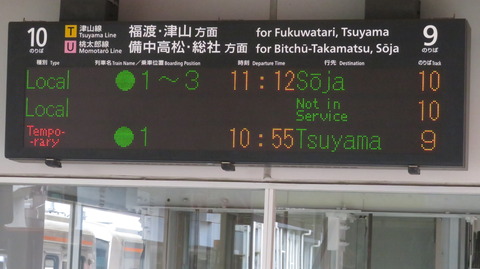 10 のりば T 津山線 Tsuyama Line 福渡・津山 方面 for Fukuwatari, Tsuyama 9 のりば
U 桃太郎線 Momotarō Line 備中高松・総社 方面 for Bitchū-Takamatsu, Sōja
種別 Type 列車名 Train Name 乗車位置 Boarding Position 時刻 Departure Time 行先 Destination のりば Track
Local ●1～3 11:12 Sōja 10
Local Not in Service 10
Tempo-rary ●1 10:55 Tsuyama 9